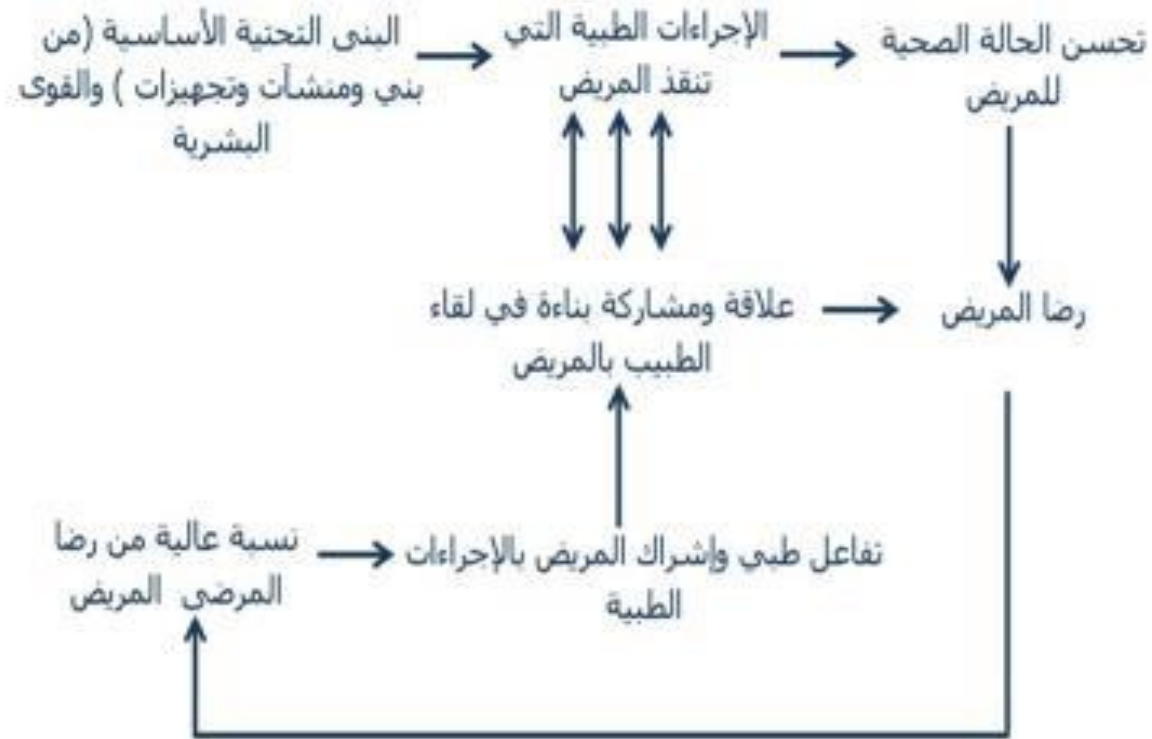 البنى التحتية الأساسية (من
بني ومنشآت وتجهيزات ) والقوى
البشرية
الإجراءات الطبية التي
تنقذ المريض
تحسن الحالة الصحية
للمريض
علاقة ومشاركة بناءة في لقاء
الطبيب بالمريض
رضا المريض
نسبة عالية من رضا
المرضى المريض
تفاعل طبي وإشراك المريض بالإجراءات
الطبية